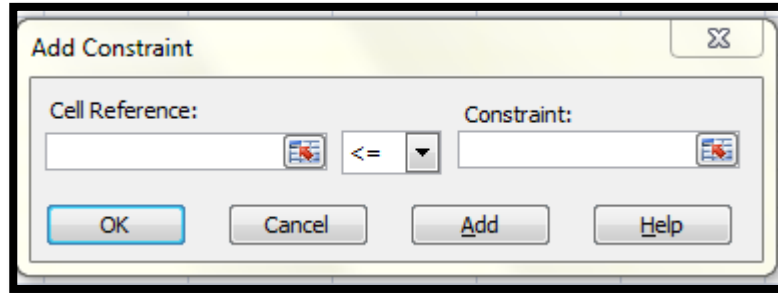 Add Constraint
Cell Reference:
Constraint:
<=
OK
Cancel
Add
Help